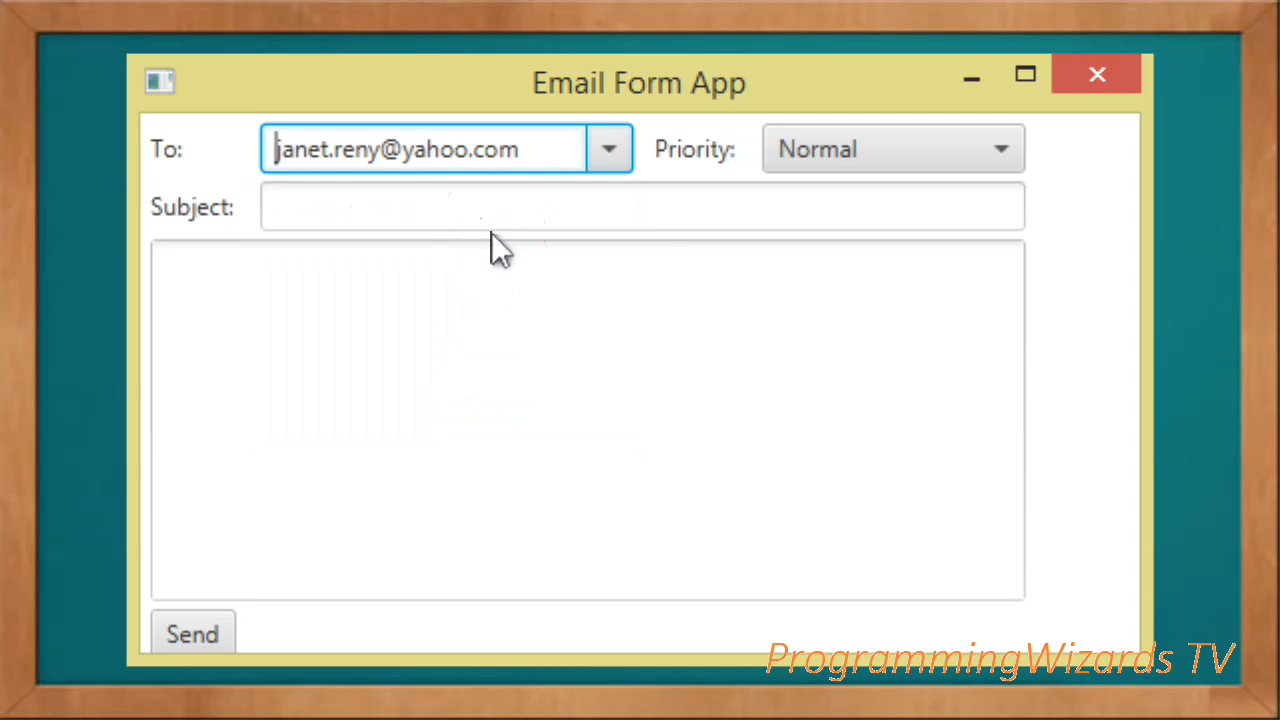 Email Form App
To: janet.reny@yahoo.com Priority: Normal
Subject:
Send
ProgrammingWizards TV